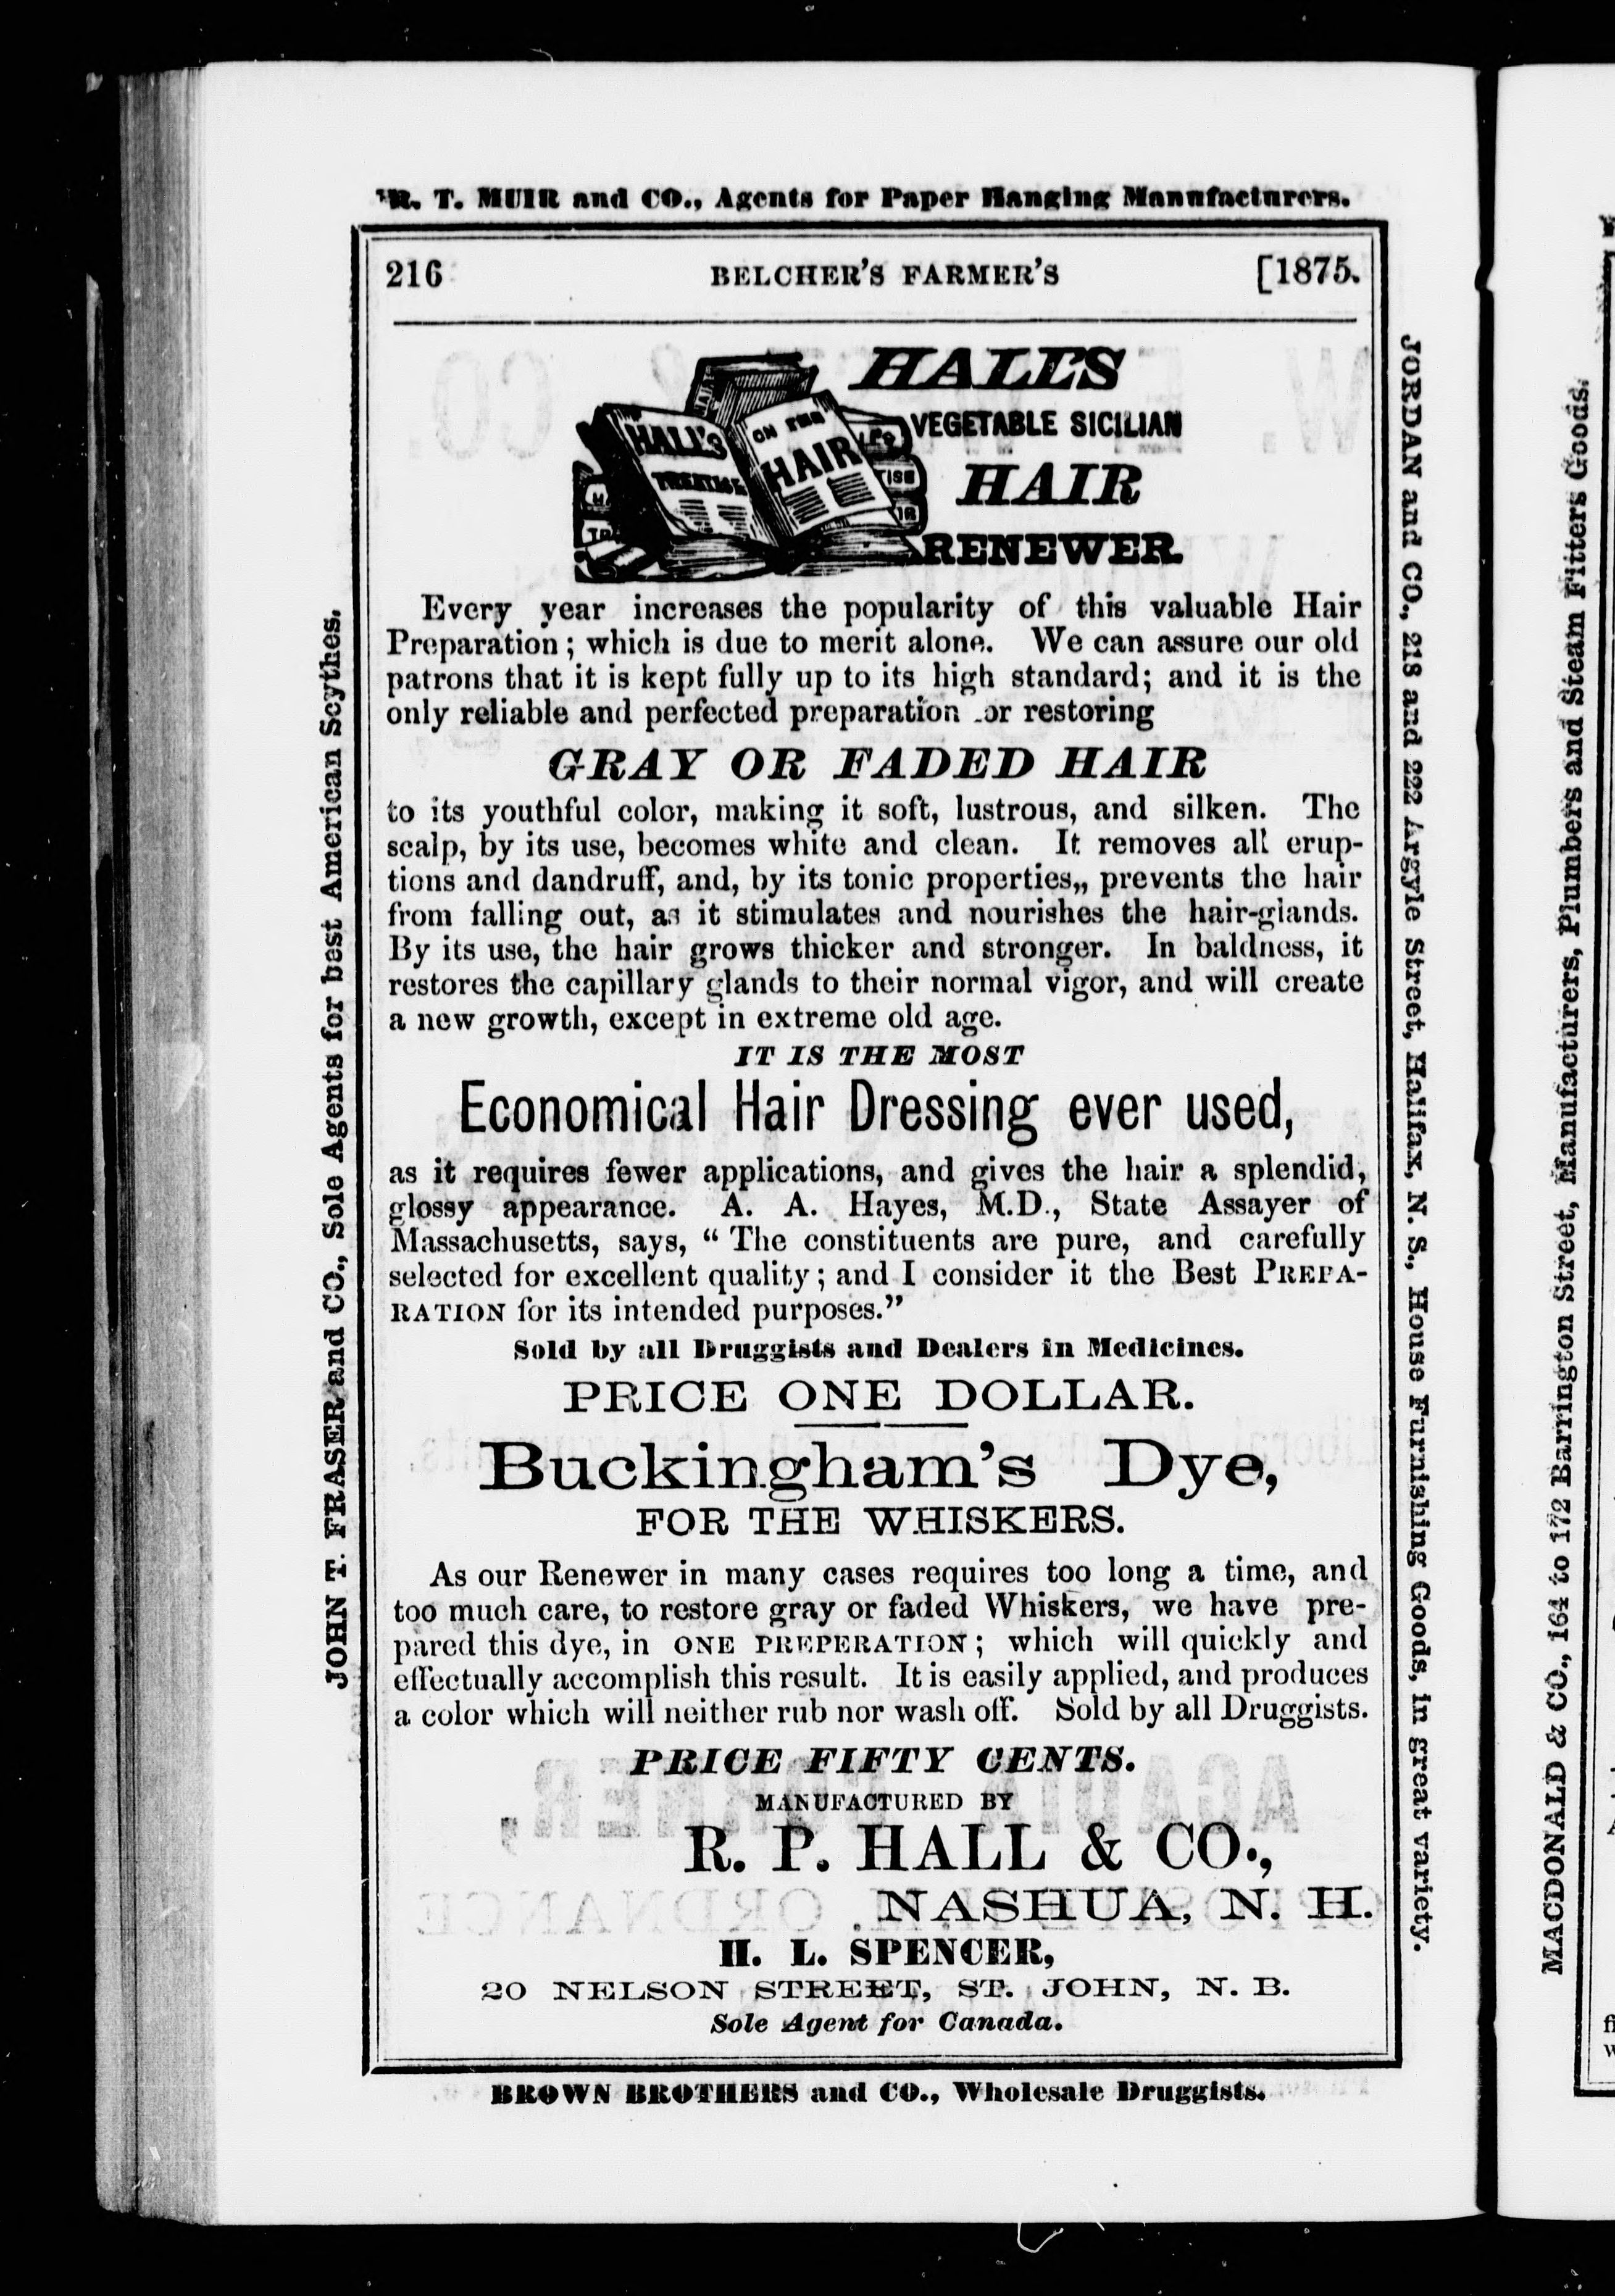 R. T. MUIR and CO., Agents for Paper Hanging Manufacturers.
216 BELCHER'S FARMER'S [1875.
HALL'S
VEGETABLE SICILIAN
HAIR
RENEWER.
HALL'S
TREATISE
ON THE
HAIR
Every year increases the popularity of this valuable Hair
Preparation; which is due to merit alone. We can assure our old
patrons that it is kept fully up to its high standard; and it is the
only reliable and perfected preparation .or restoring
GRAY OR FADED HAIR
to its youthful color, making it soft, lustrous, and silken. The
scalp, by its use, becomes white and clean. It removes all erup-
tions and dandruff, and, by its tonic properties,, prevents the hair
from falling out, as it stimulates and nourishes the hair-glands.
By its use, the hair grows thicker and stronger. In baldness, it
restores the capillary glands to their normal vigor, and will create
a new growth, except in extreme old age.
IT IS THE MOST
Economical Hair Dressing ever used,
as it requires fewer applications, and gives the hair a splendid,
glossy appearance. A. A. Hayes, M.D., State Assayer of
Massachusetts, says, “ The constituents are pure, and carefully
selected for excellent quality; and I consider it the Best PREPA-
RATION for its intended purposes.”
Sold by all Druggists and Dealers in Medicines.
PRICE ONE DOLLAR.
Buckingham's Dye,
FOR THE WHISKERS.
As our Renewer in many cases requires too long a time, and
too much care, to restore gray or faded Whiskers, we have pre-
pared this dye, in ONE PREPERATION; which will quickly and
effectually accomplish this result. It is easily applied, and produces
a color which will neither rub nor wash off. Sold by all Druggists.
PRICE FIFTY CENTS.
MANUFACTURED BY
R. P. HALL & CO.,
NASHUA, N. H.
H. L. SPENCER,
20 NELSON STREET, ST. JOHN, N. B.
Sole Agent for Canada.
BROWN BROTHERS and CO., Wholesale Druggists.
JOHN T. FRASER and CO., Sole Agents for best American Scythes.
JORDAN and CO., 218 and 222 Argyle Street, Halifax, N. S., House Furnishing Goods, in great variety.
MACDONALD & CO., 164 to 172 Barrington Street, Manufacturers, Plumbers and Steam Fitters Goods.